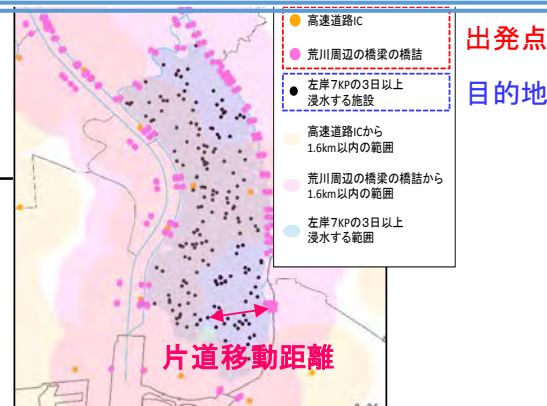 高速道路IC
荒川周辺の橋梁の橋詰
左岸7KPの3日以上
浸水する施設
高速道路ICから
1.6km以内の範囲
荒川周辺の橋梁の橋詰から
1.6km以内の範囲
左岸7KPの3日以上
浸水する範囲
出発点
目的地
片道移動距離